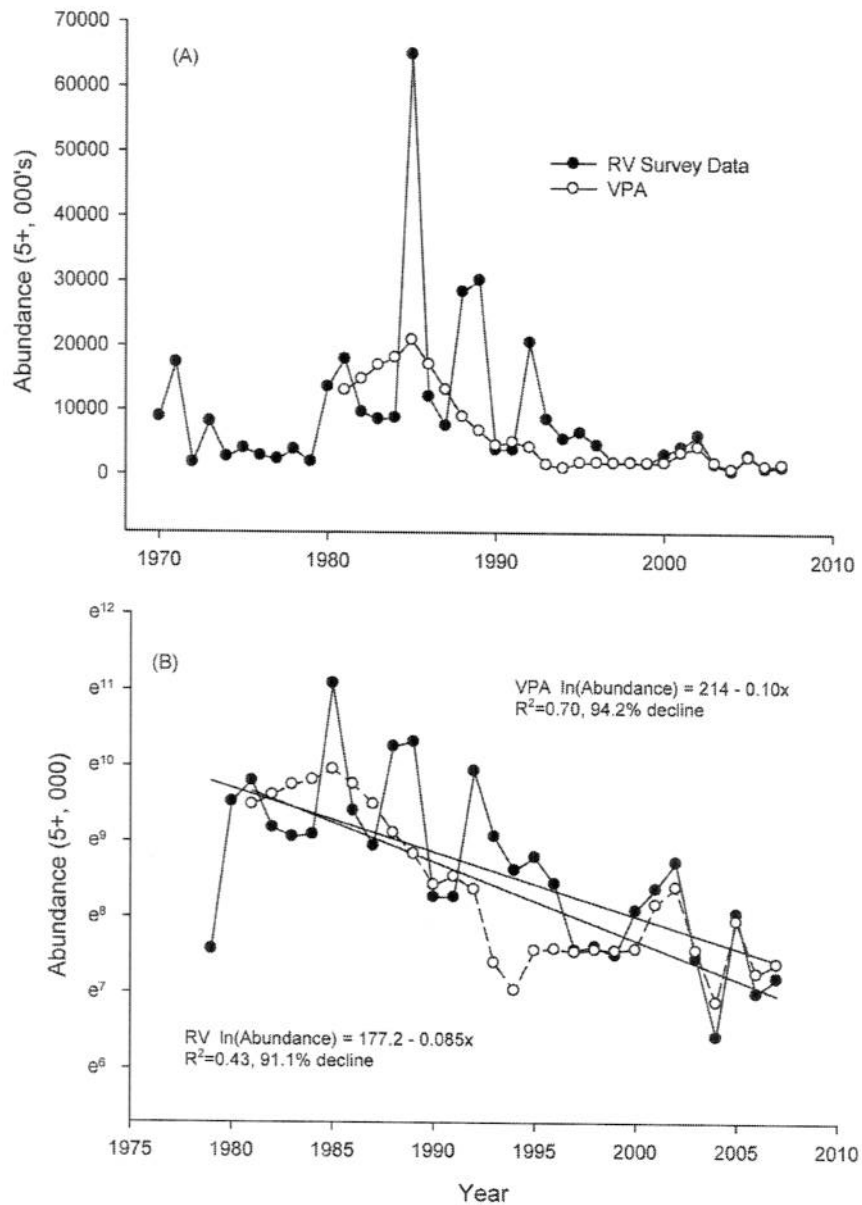 70000
60000
50000
40000
30000
20000
10000
0
Abundance (5+, 000's)
(A)
RV Survey Data
VPA
1970
1980
1990
2000
2010
e¹²
e¹¹
e¹⁰
e⁹
e⁸
e⁷
e⁶
Abundance (5+, 000)
(B)
VPA ln(Abundance) = 214 - 0.10x
R²=0.70, 94.2% decline
RV ln(Abundance) = 177.2 - 0.085x
R²=0.43, 91.1% decline
1975
1980
1985
1990
1995
2000
2005
2010
Year